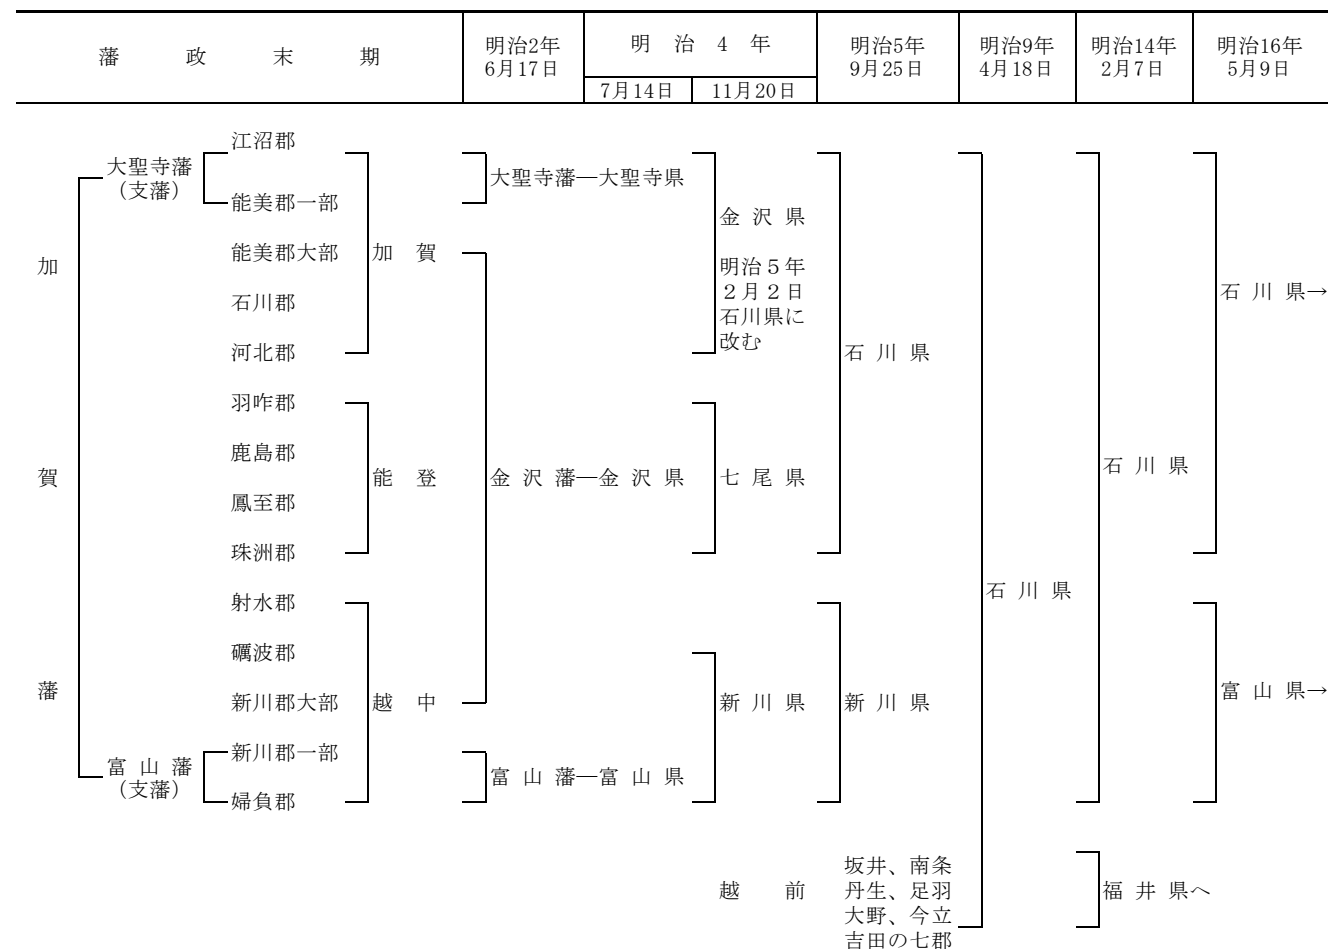 藩政末期
明治2年
6月17日
明治4年
7月14日
11月20日
明治5年
9月25日
明治9年
4月18日
明治14年
2月7日
明治16年
5月9日
加賀藩
大聖寺藩
（支藩）
富山藩
（支藩）
江沼郡
能美郡一部
能美郡大部
石川郡
河北郡
羽咋郡
鹿島郡
鳳至郡
珠洲郡
射水郡
礪波郡
新川郡大部
新川郡一部
婦負郡
加賀
能登
越中
大聖寺藩―大聖寺県
金沢藩―金沢県
富山藩―富山県
金沢県
明治５年
２月２日
石川県に
改む
七尾県
新川県
越前
石川県
新川県
坂井、南条
丹生、足羽
大野、今立
吉田の七郡
石川県
石川県
福井県へ
石川県→
富山県→